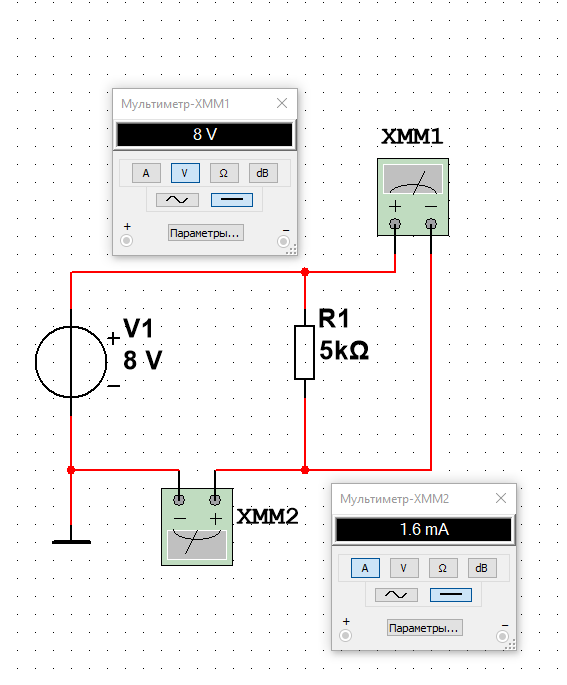 Мультиметр-XMM1
8 V
A V Ω dB
+ −
Параметры...
XMM1
+ −
V1
+
8 V
−
R1
5kΩ
− +
XMM2
Мультиметр-XMM2
1.6 mA
A V Ω dB
+ −
Параметры...